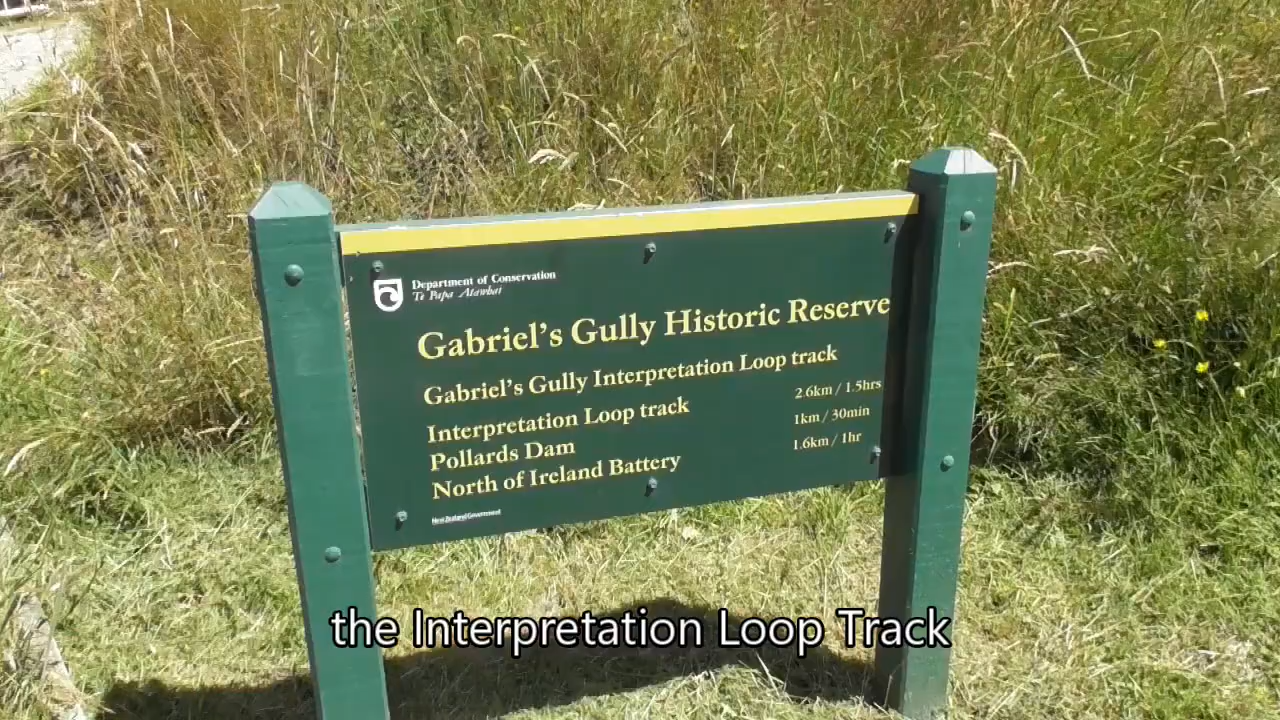 Department of Conservation
Te Papa Atawhai
Gabriel's Gully Historic Reserve
Gabriel's Gully Interpretation Loop track
Interpretation Loop track 2.6km / 1.5hrs
Pollards Dam 1km / 30min
North of Ireland Battery 1.6km / 1hr
New Zealand Government
the Interpretation Loop Track